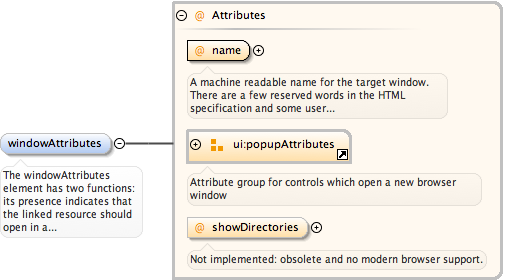 Attributes
@ name
A machine readable name for the target window.
There are a few reserved words in the HTML
specification and some user...
windowAttributes
The windowAttributes
element has two functions:
its presence indicates that
the linked resource should
open in a...
ui:popupAttributes
Attribute group for controls which open a new browser
window
@ showDirectories
Not implemented: obsolete and no modern browser support.